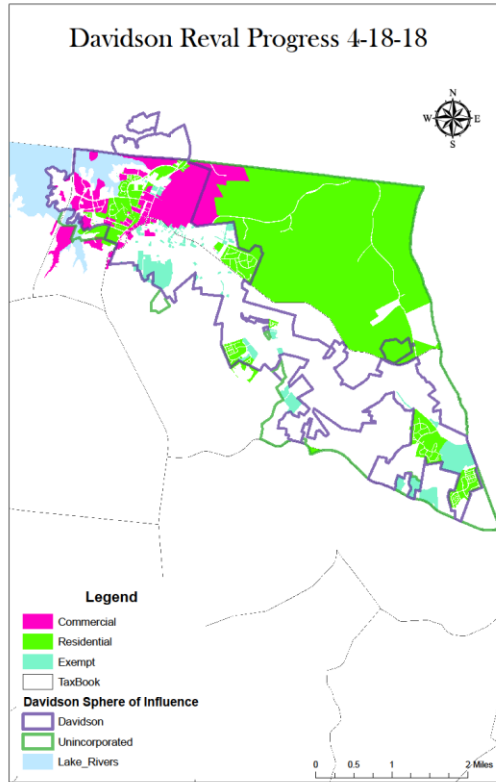 Davidson Reval Progress 4-18-18
N
W E
S
Legend
Commercial
Residential
Exempt
TaxBook
Davidson Sphere of Influence
Davidson
Unincorporated
Lake_Rivers
0 0.5 1 2 Miles